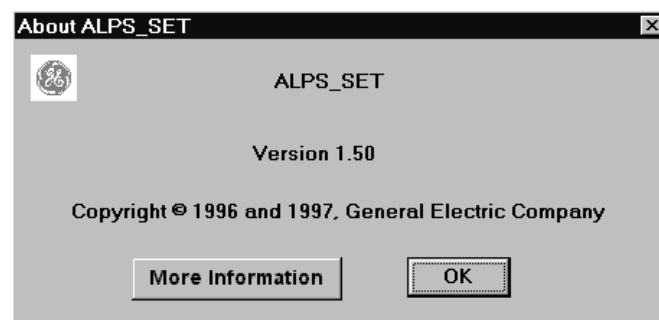 About ALPS_SET
ALPS_SET
Version 1.50
Copyright © 1996 and 1997, General Electric Company
More Information
OK